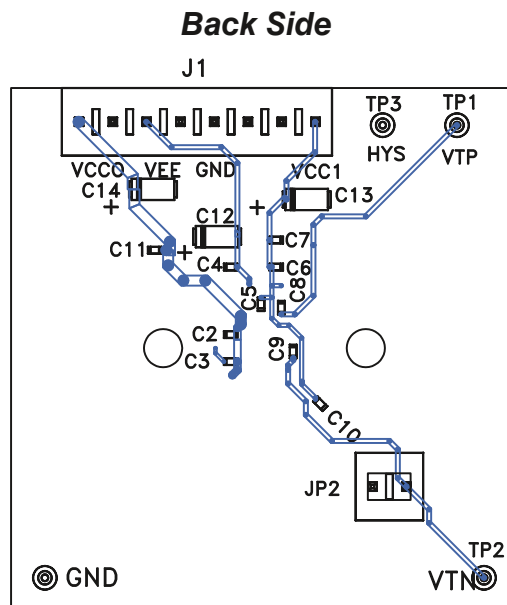 Back Side
J1
TP3 TP1
HYS VTP
VCCO VEE GND VCC1
C14 C13
+ +
C12
C11 + C7
C4 C6
C5 C8
C2 C9
C3
C10
JP2
TP2
GND VTN